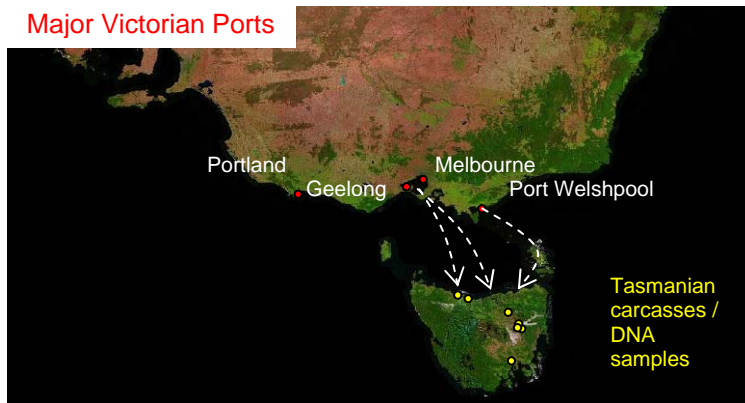 Major Victorian Ports
Portland
Melbourne
Geelong
Port Welshpool
Tasmanian
carcasses /
DNA
samples